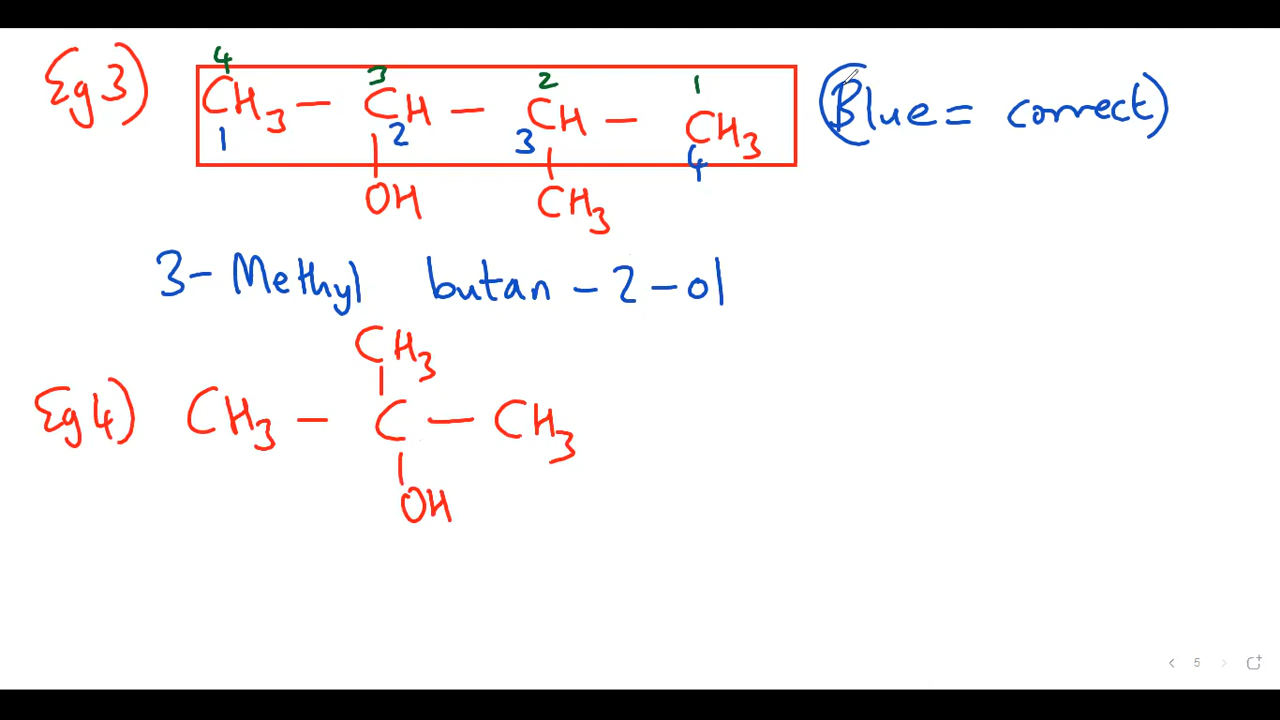 4 3 2 1
Eg 3) CH3 — CH — CH — CH3 (Blue = correct)
1 2 3 4
OH CH3
3- Methyl butan -2-ol
CH3
Eg 4) CH3 — C — CH3
OH
5